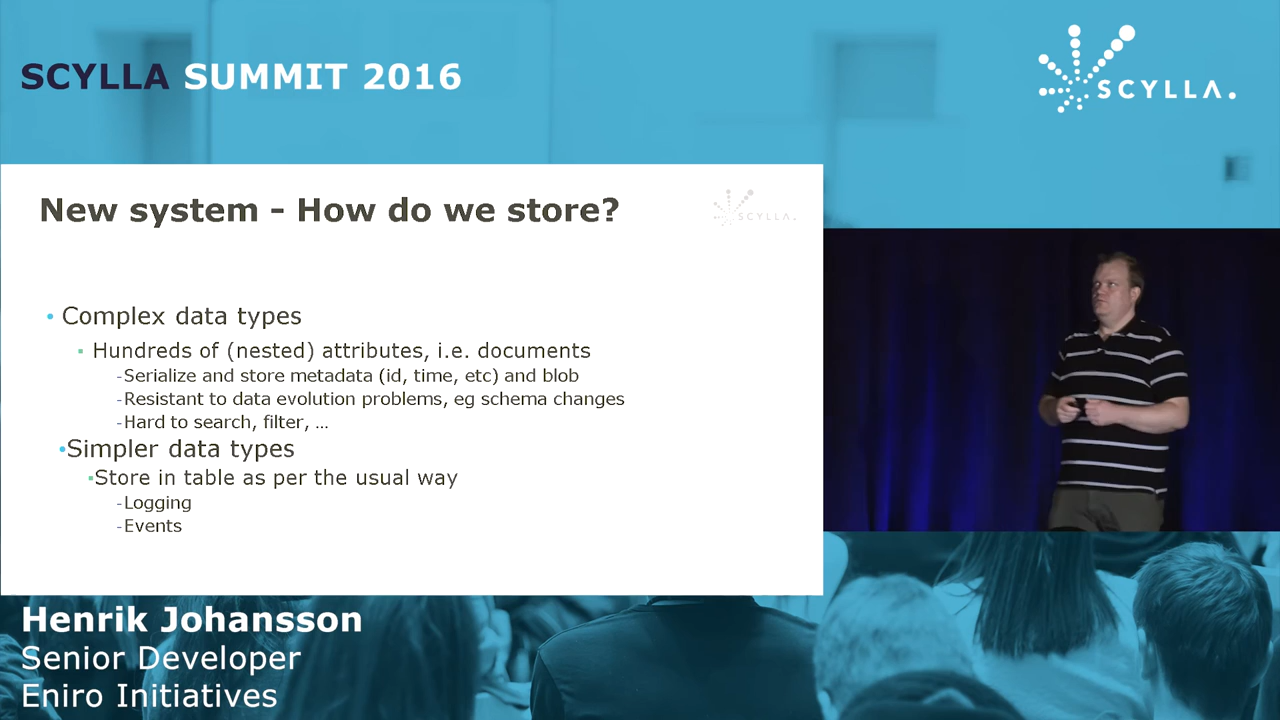 SCYLLA SUMMIT 2016
SCYLLA.
New system - How do we store?
SCYLLA.
• Complex data types
▪ Hundreds of (nested) attributes, i.e. documents
-Serialize and store metadata (id, time, etc) and blob
-Resistant to data evolution problems, eg schema changes
-Hard to search, filter, ...
•Simpler data types
▪Store in table as per the usual way
-Logging
-Events
Henrik Johansson
Senior Developer
Eniro Initiatives